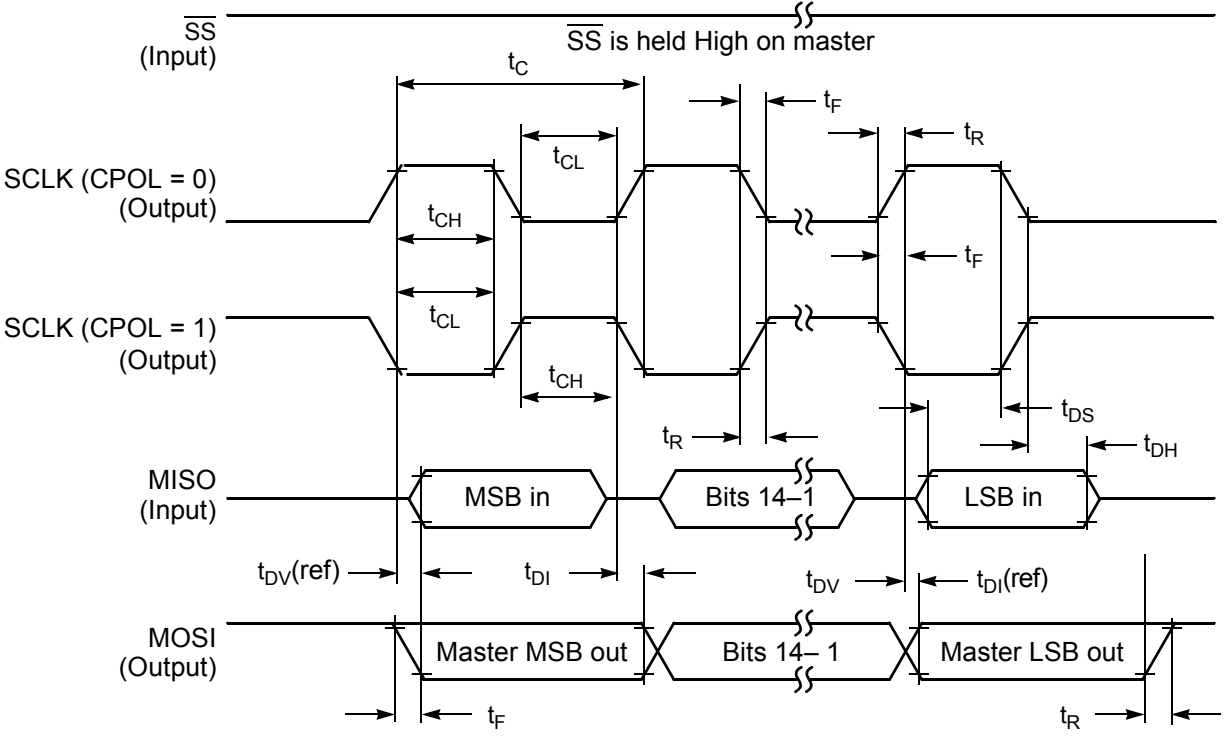 SS
(Input)
SS is held High on master
tC
tF
tR
tCL
SCLK (CPOL = 0)
(Output)
tCH
tF
tCL
SCLK (CPOL = 1)
(Output)
tCH
tDS
tR
tDH
MISO
(Input)
MSB in
Bits 14–1
LSB in
tDV(ref)
tDI
tDV
tDI(ref)
MOSI
(Output)
Master MSB out
Bits 14– 1
Master LSB out
tF
tR